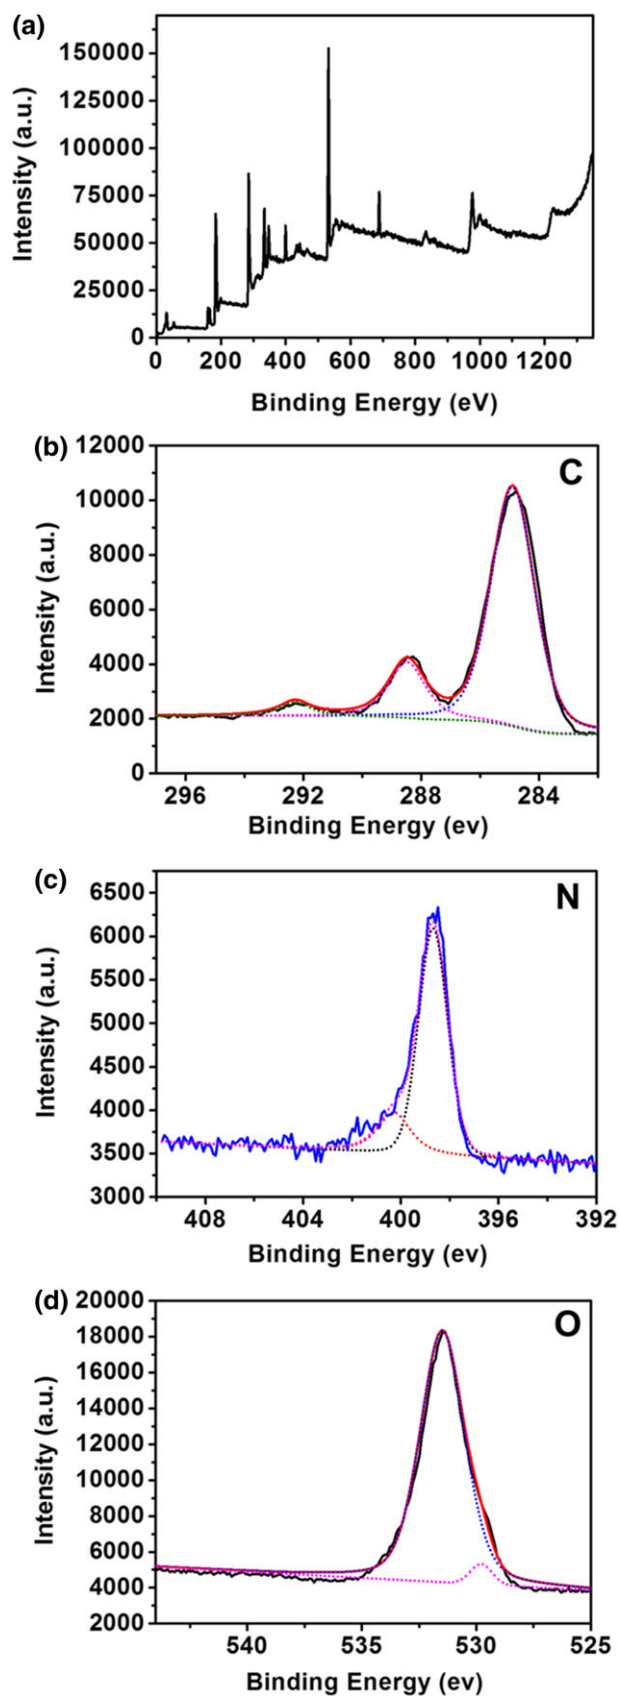 (a)
150000
125000
100000
75000
50000
25000
0
Intensity (a.u.)
0 200 400 600 800 1000 1200
Binding Energy (eV)
(b)
C
12000
10000
8000
6000
4000
2000
0
Intensity (a.u.)
296 292 288 284
Binding Energy (ev)
(c)
N
6500
6000
5500
5000
4500
4000
3500
3000
Intensity (a.u.)
408 404 400 396 392
Binding Energy (ev)
(d)
O
20000
18000
16000
14000
12000
10000
8000
6000
4000
2000
Intensity (a.u.)
540 535 530 525
Binding Energy (ev)